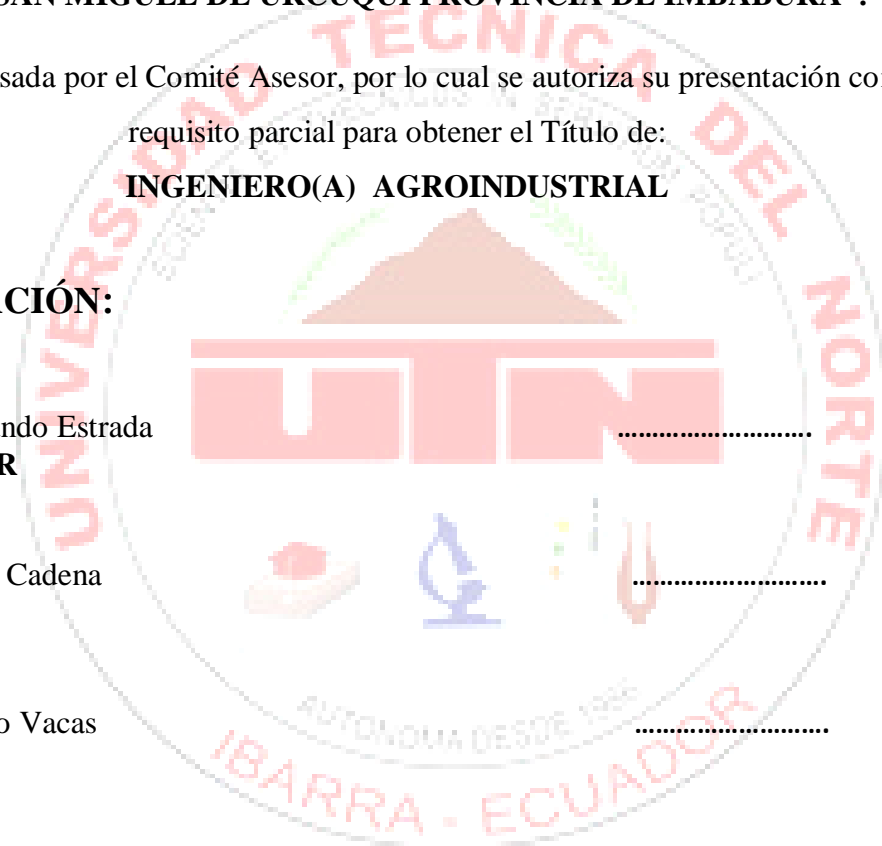 SAN MIGUEL DE URCUQUÍ PROVINCIA DE IMBABURA".
sada por el Comité Asesor, por lo cual se autoriza su presentación co
requisito parcial para obtener el Título de:
INGENIERO(A) AGROINDUSTRIAL
ACIÓN:
ndo Estrada ............................
R
Cadena ............................
o Vacas ............................
UNIVERSIDAD TECNICA DEL NORTE
UTN
AUTONOMA DESDE
IBARRA - ECUADOR